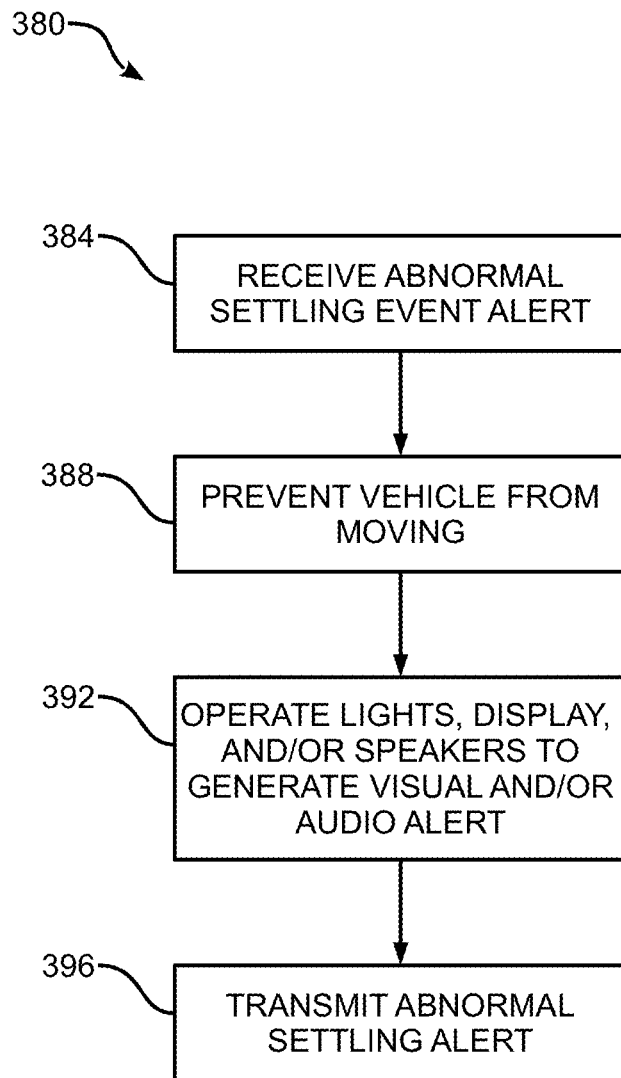 380
384
RECEIVE ABNORMAL
SETTLING EVENT ALERT
388
PREVENT VEHICLE FROM
MOVING
392
OPERATE LIGHTS, DISPLAY,
AND/OR SPEAKERS TO
GENERATE VISUAL AND/OR
AUDIO ALERT
396
TRANSMIT ABNORMAL
SETTLING ALERT